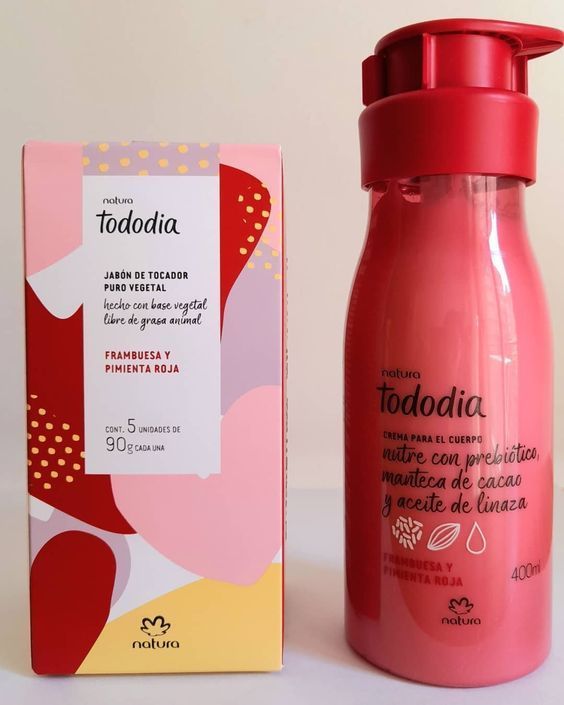 natura
tododia
JABÓN DE TOCADOR
PURO VEGETAL
hecho con base vegetal
libre de grasa animal
FRAMBUESA Y
PIMIENTA ROJA
CONT. 5 UNIDADES DE
90g CADA UNA
natura
natura
tododia
CREMA PARA EL CUERPO
nutre con prebiótico,
manteca de cacao
y aceite de linaza
FRAMBUESA Y
PIMIENTA ROJA
400ml
natura